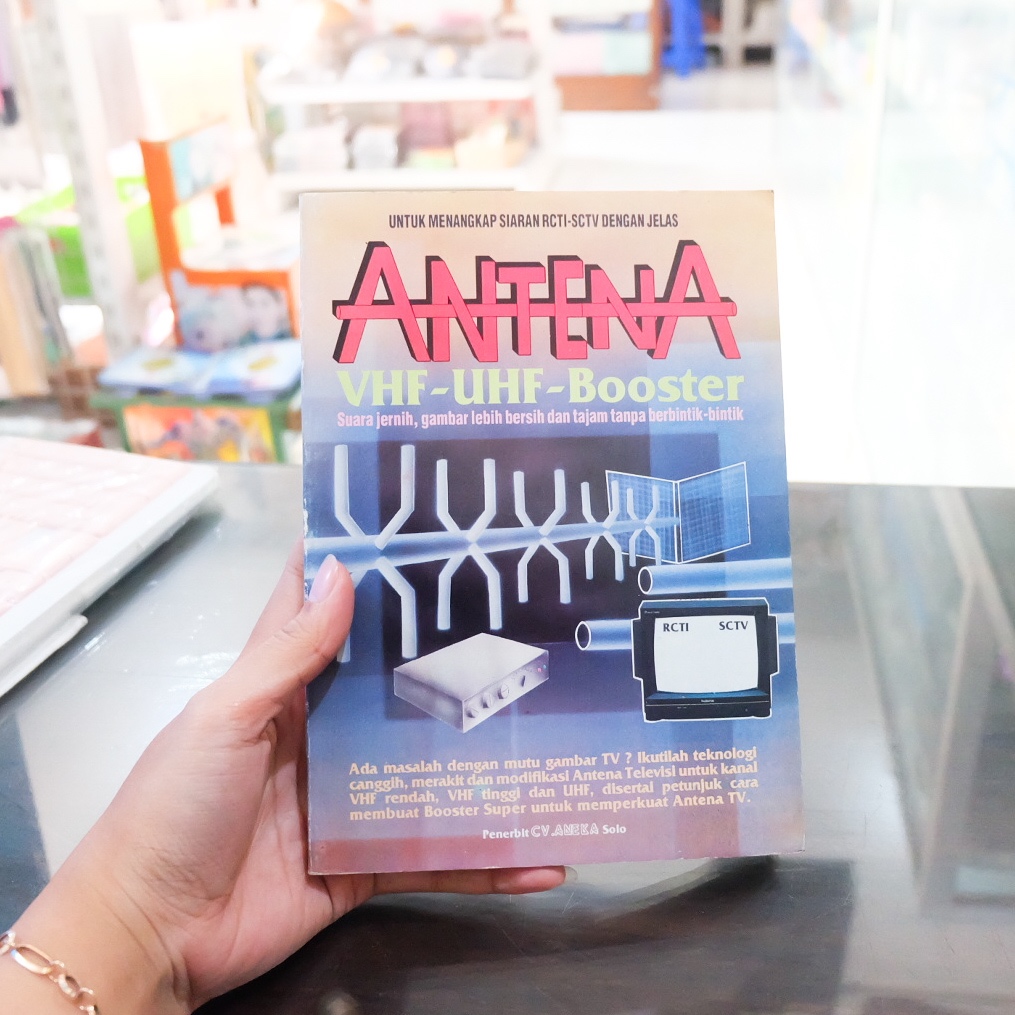 UNTUK MENANGKAP SIARAN RCTI-SCTV DENGAN JELAS
ANTENA
VHF-UHF-Booster
Suara jernih, gambar lebih bersih dan tajam tanpa berbintik-bintik
RCTI SCTV
Ada masalah dengan mutu gambar TV ? Ikutilah teknologi
canggih, merakit dan modifikasi Antena Televisi untuk kanal
VHF rendah, VHF tinggi dan UHF, disertai petunjuk cara
membuat Booster Super untuk memperkuat Antena TV.
Penerbit CV. ANEKA Solo